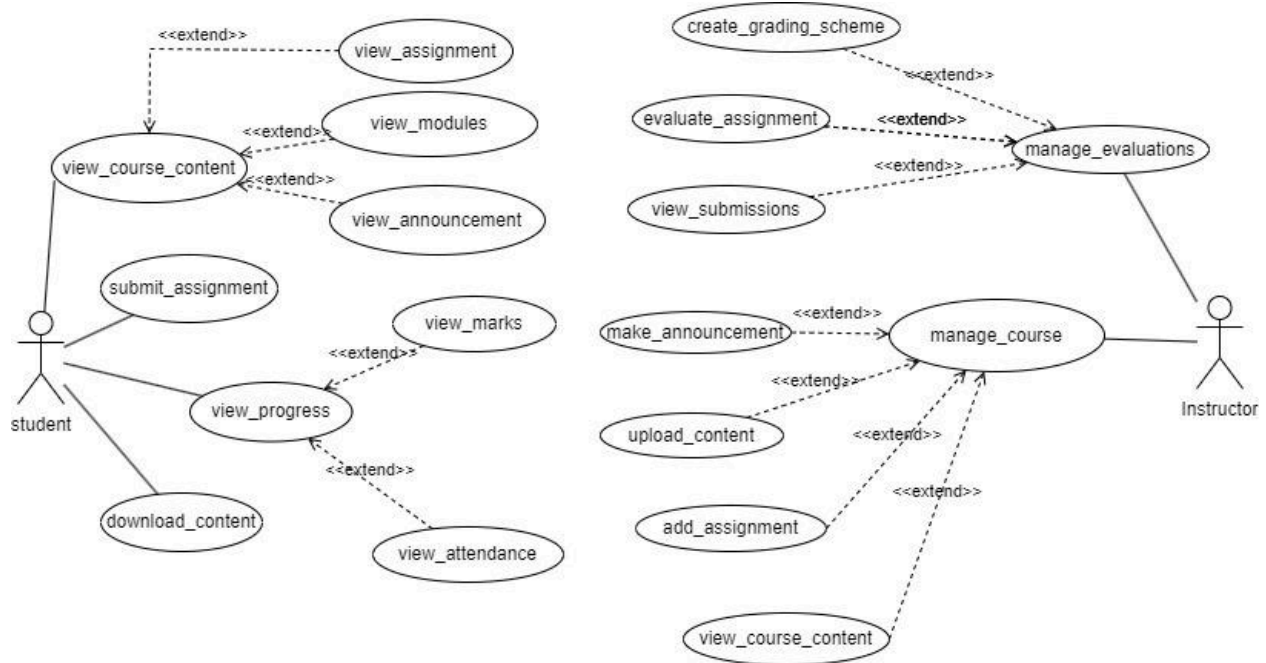 <<extend>>
view_assignment
<<extend>>
view_modules
view_course_content
<<extend>>
view_announcement
submit_assignment
view_marks
<<extend>>
student
view_progress
<<extend>>
download_content
view_attendance
create_grading_scheme
<<extend>>
evaluate_assignment
<<extend>>
manage_evaluations
<<extend>>
view_submissions
make_announcement
<<extend>>
manage_course
<<extend>>
Instructor
upload_content
<<extend>>
<<extend>>
add_assignment
view_course_content